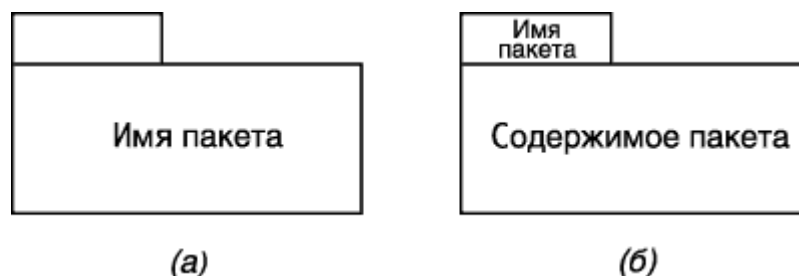 Имя пакета
(а)
Имя
пакета
Содержимое пакета
(б)